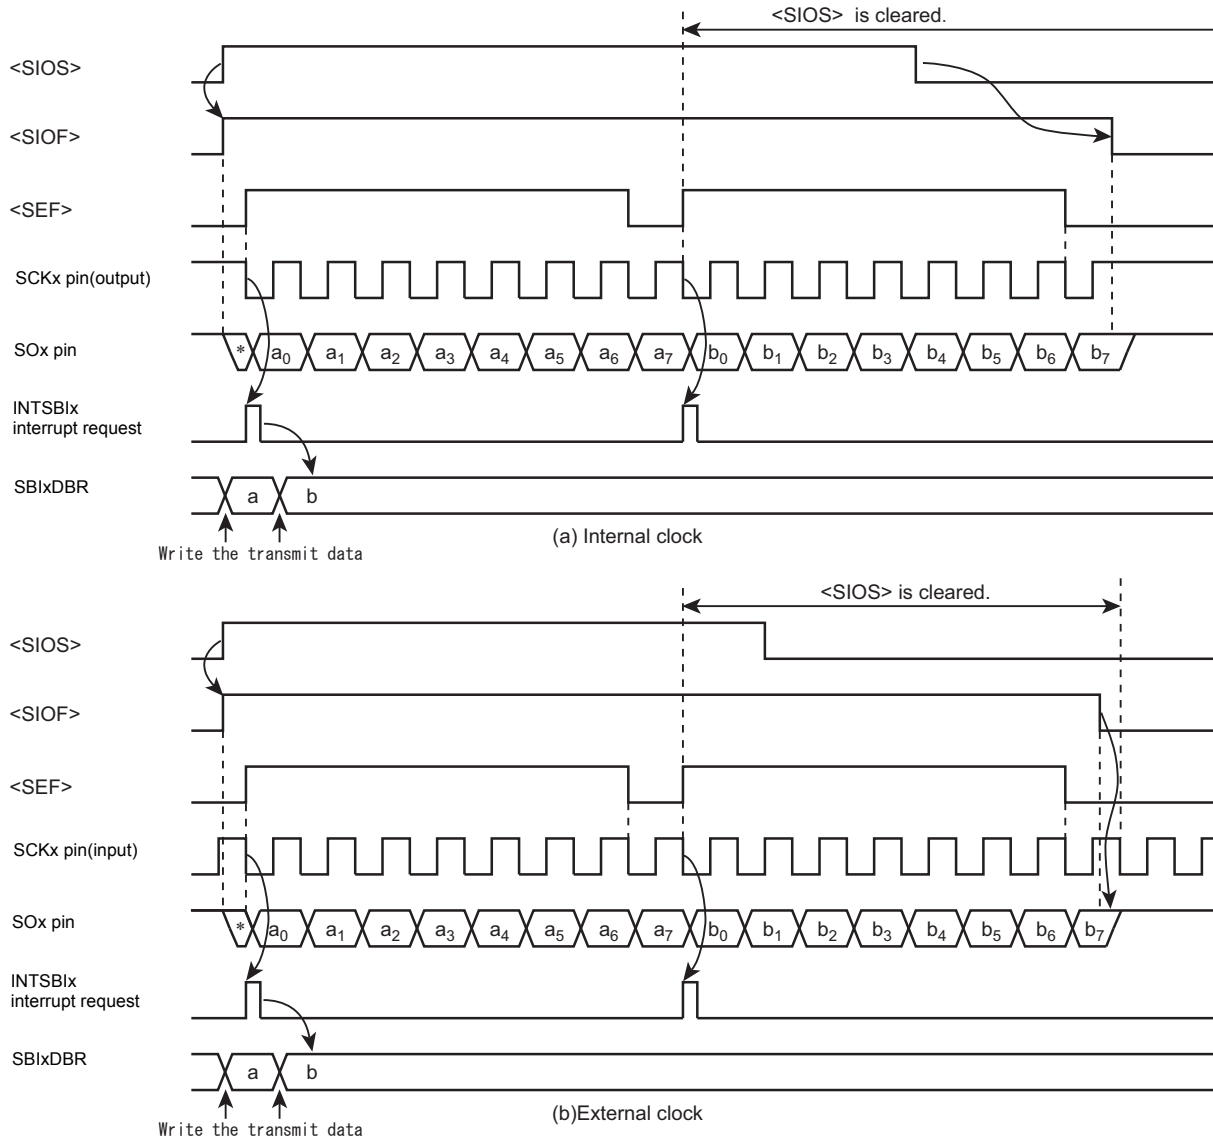 <SIOS> is cleared.
<SIOS>
<SIOF>
<SEF>
SCKx pin(output)
SOx pin
* a0 a1 a2 a3 a4 a5 a6 a7 b0 b1 b2 b3 b4 b5 b6 b7
INTSBIx
interrupt request
SBIxDBR
a b
(a) Internal clock
Write the transmit data
<SIOS> is cleared.
<SIOS>
<SIOF>
<SEF>
SCKx pin(input)
SOx pin
* a0 a1 a2 a3 a4 a5 a6 a7 b0 b1 b2 b3 b4 b5 b6 b7
INTSBIx
interrupt request
SBIxDBR
a b
(b)External clock
Write the transmit data